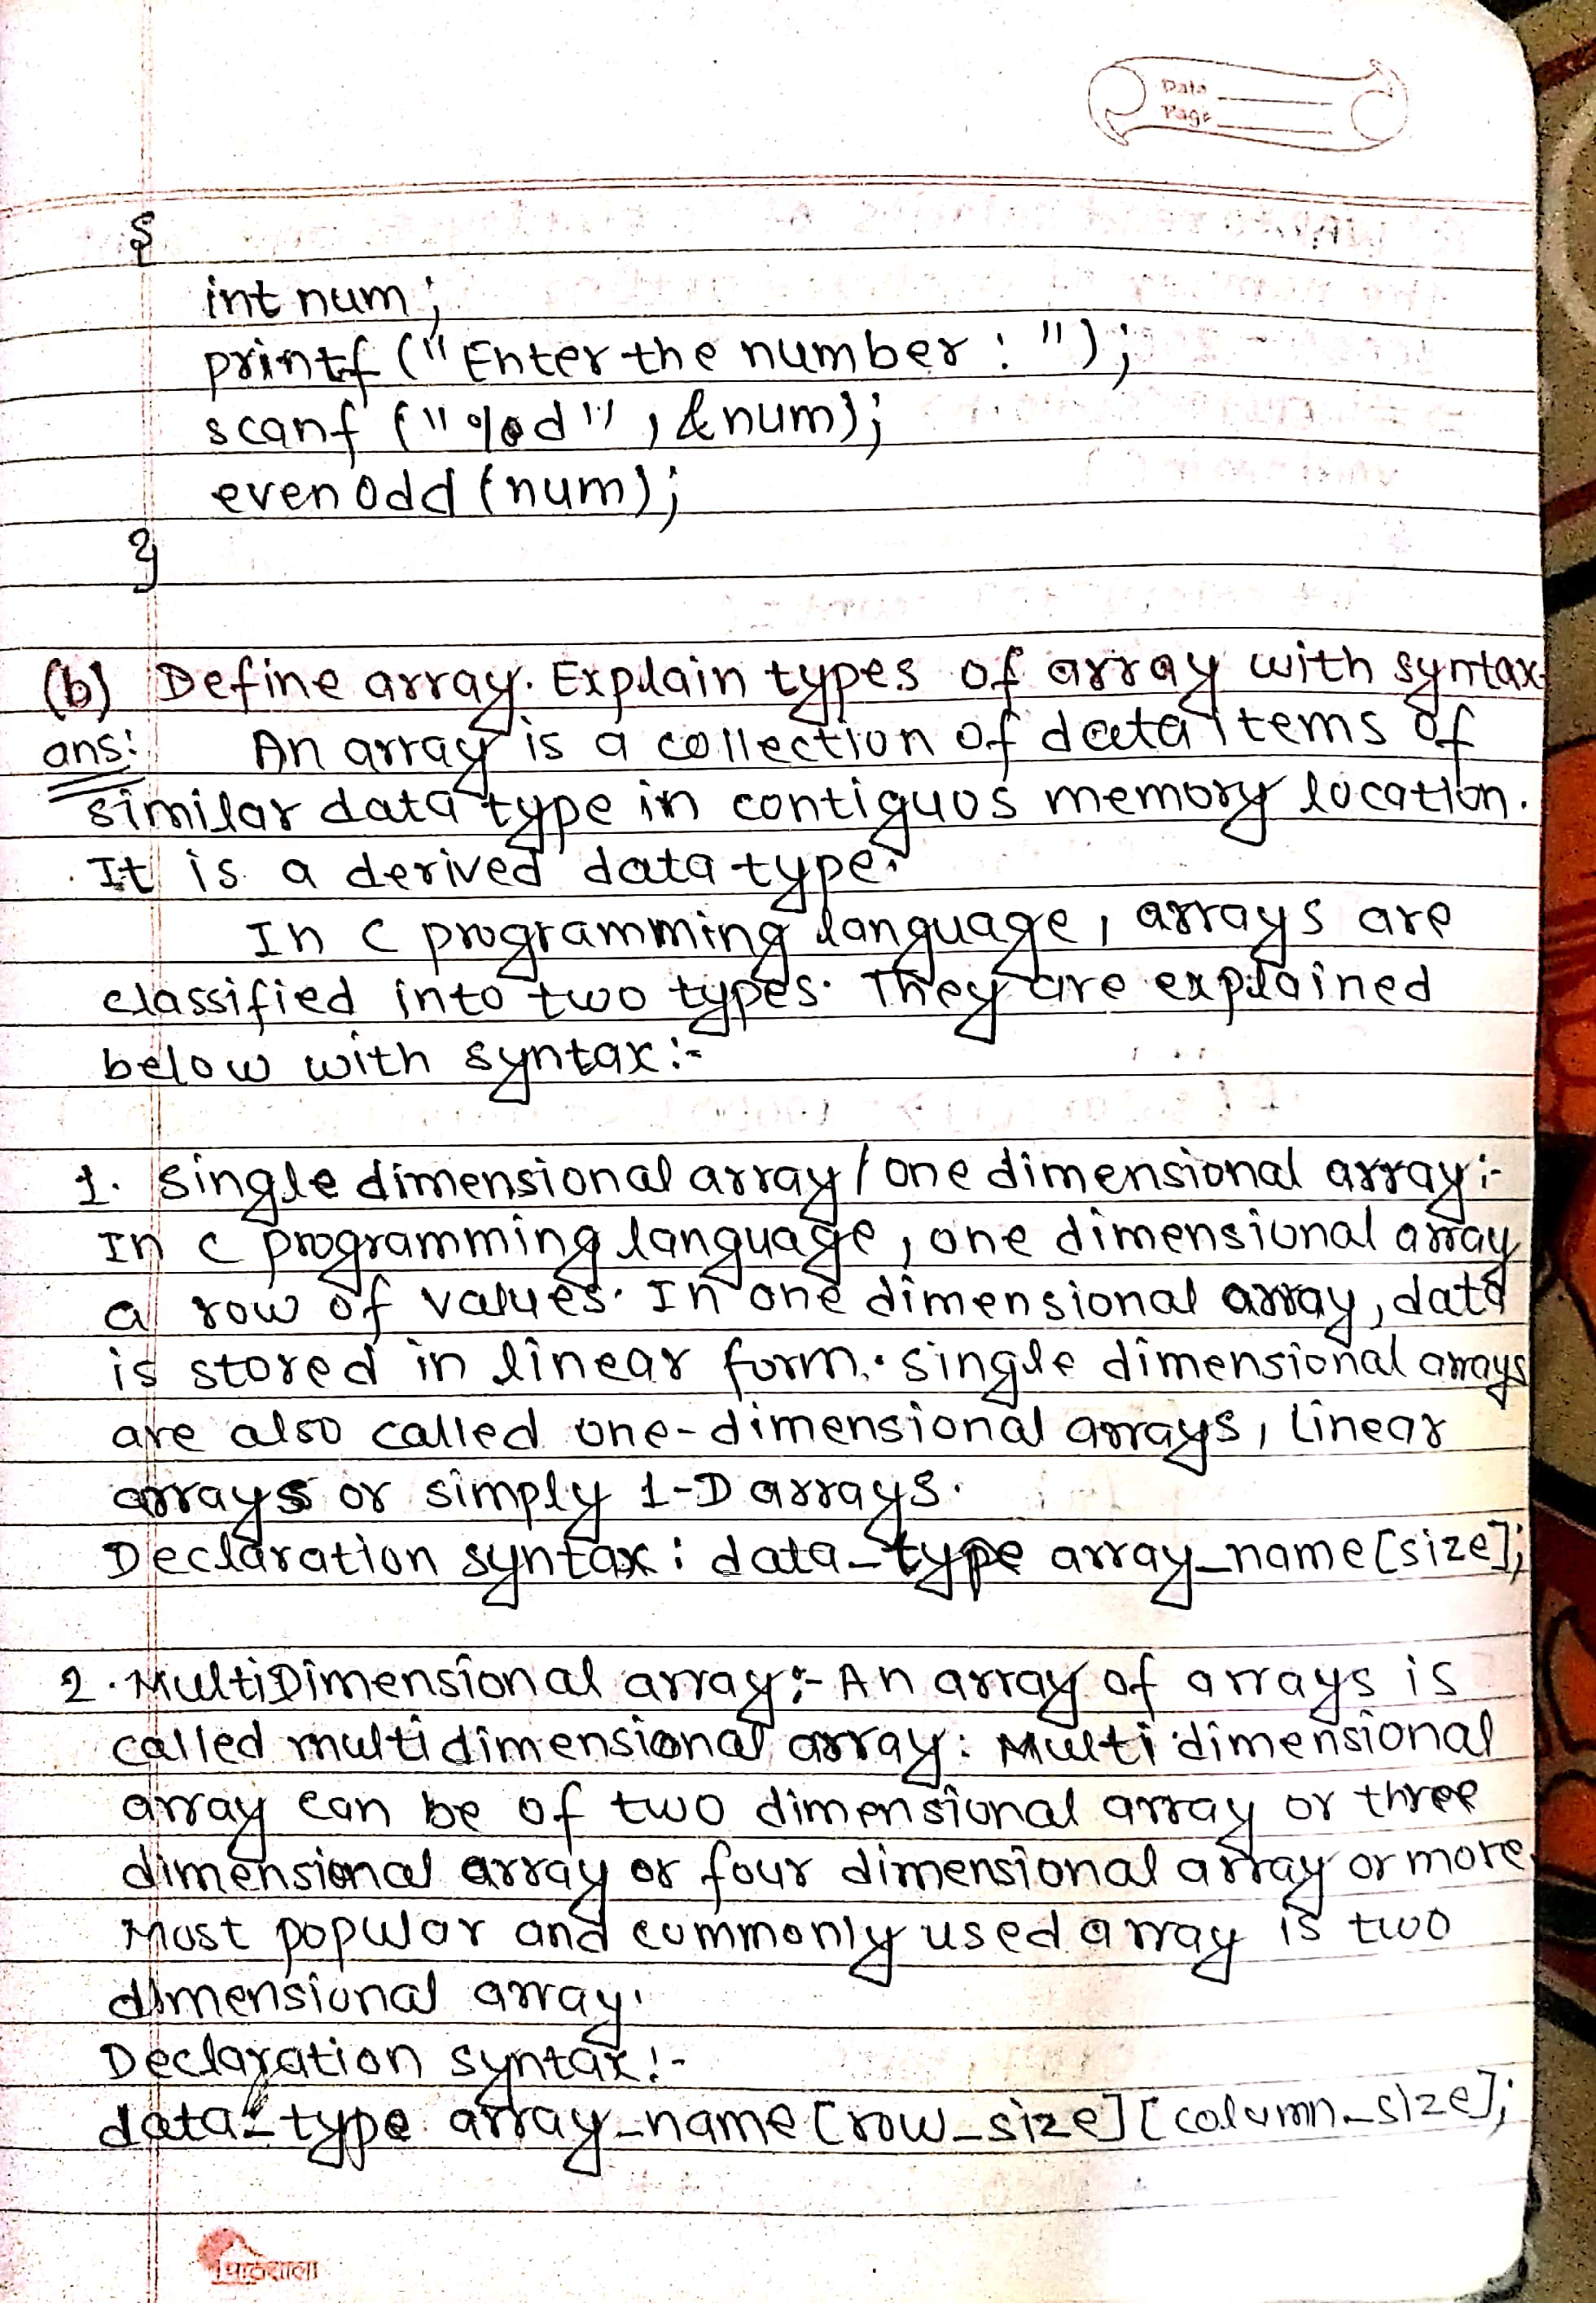 Date
Page
{
int num;
printf ("Enter the number : ");
scanf ("%d", &num);
evenOdd (num);
}
(b) Define array. Explain types of array with syntax.
ans: An array is a collection of data items of
similar data type in contiguos memory location.
It is a derived data type.
In C programming language, arrays are
classified into two types. They are explained
below with syntax:-
1. Single dimensional array / one dimensional array:-
In C programming language, one dimensional array
a row of values. In one dimensional array, data
is stored in linear form. Single dimensional arrays
are also called one-dimensional arrays, Linear
arrays or simply 1-D arrays.
Declaration syntax : data_type array_name[size];
2. MultiDimensional array:- An array of arrays is
called multidimensional array. Multi dimensional
array can be of two dimensional array or three
dimensional array or four dimensional array or more.
Most popular and commonly used array is two
dimensional array.
Declaration syntax:-
data_type array_name [row_size] [column_size];
पाठशाला